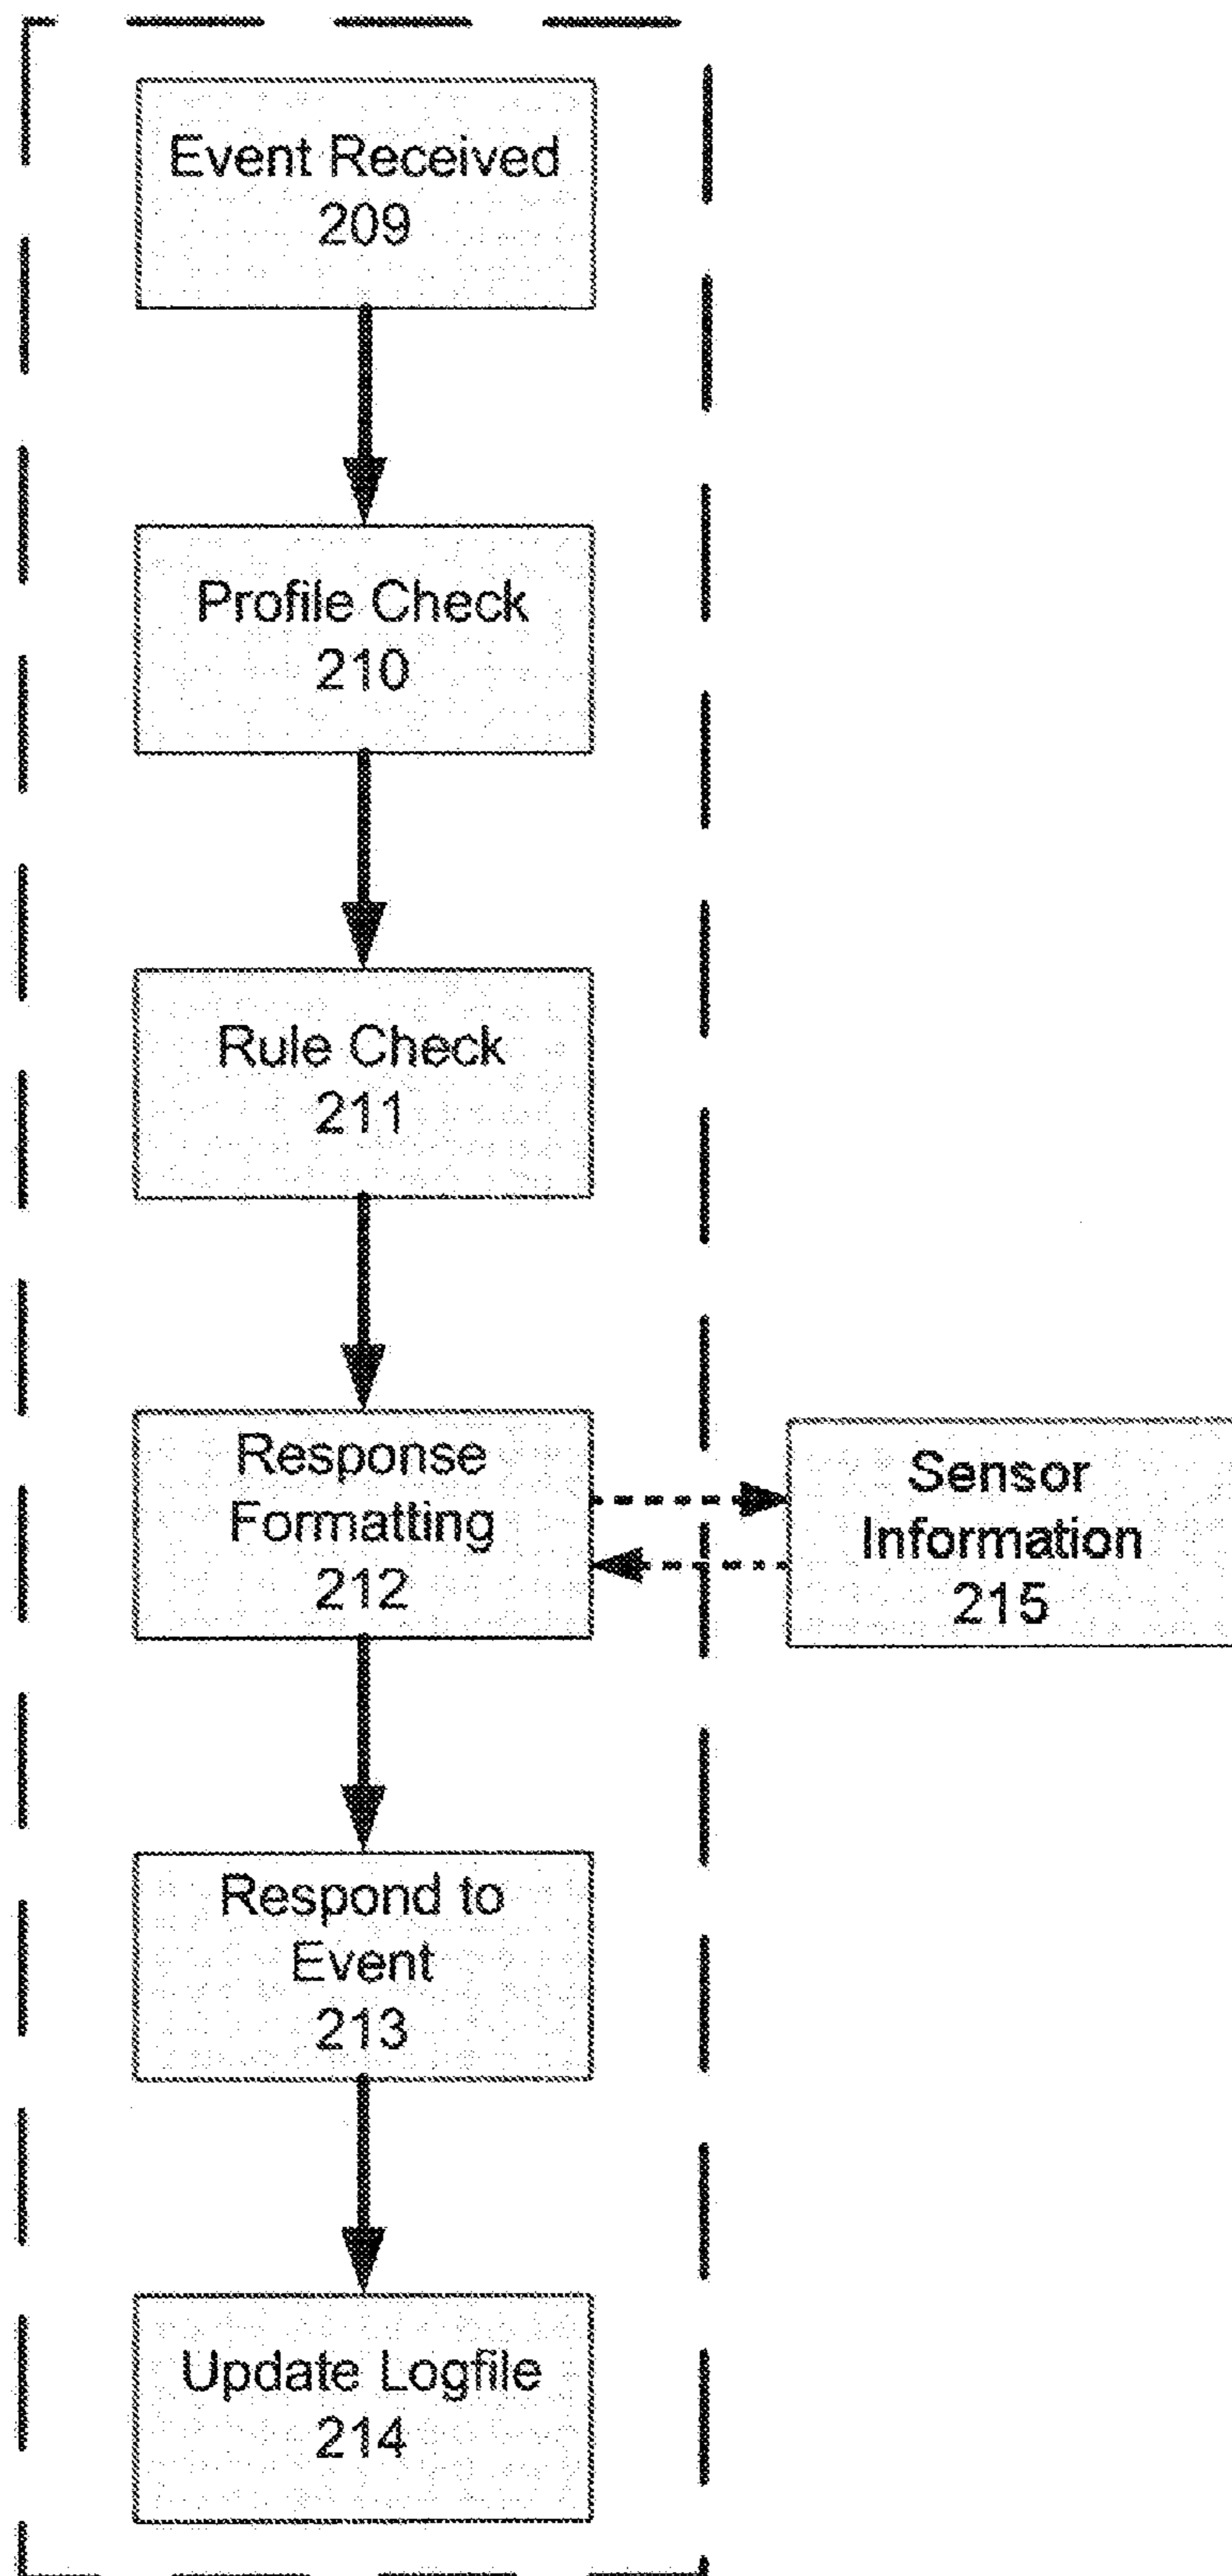 Event Received
209
Profile Check
210
Rule Check
211
Response
Formatting
212
Sensor
Information
215
Respond to
Event
213
Update Logfile
214